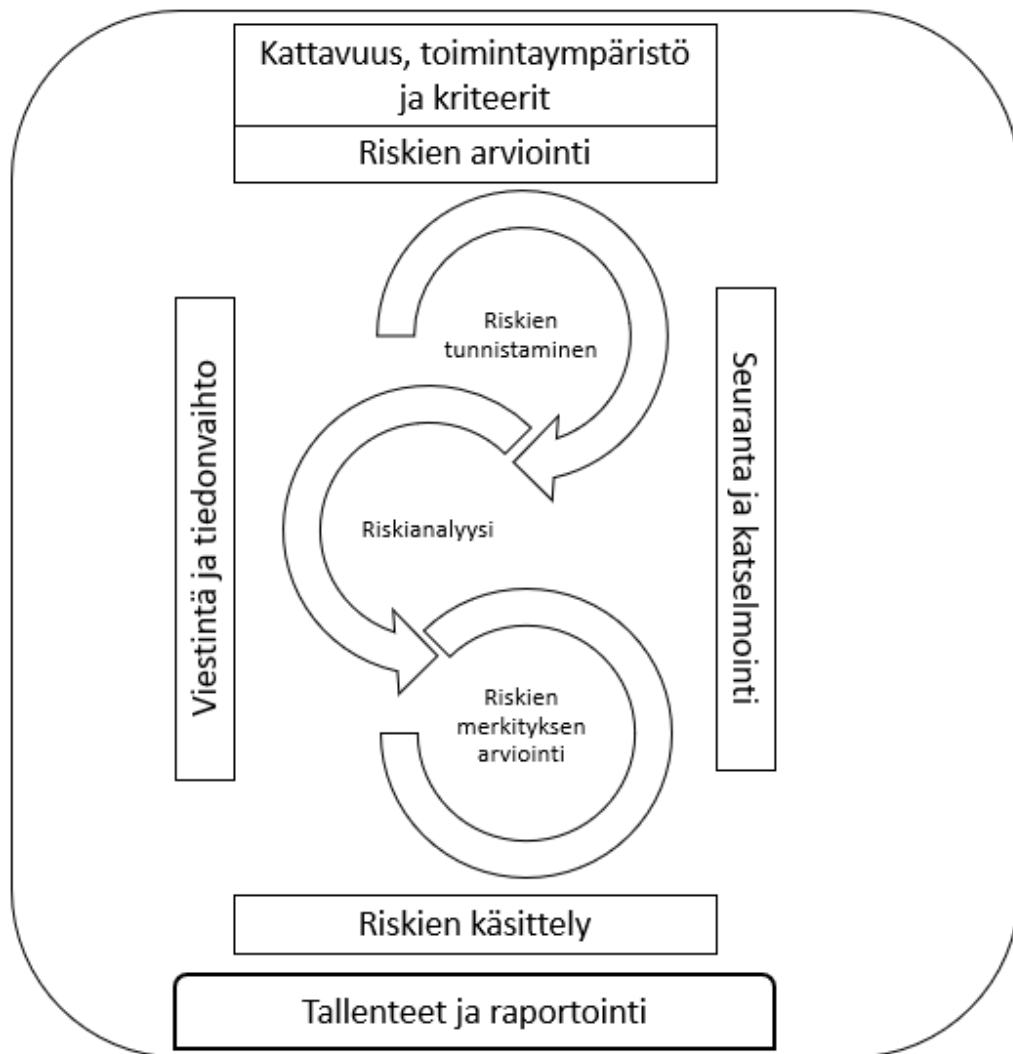 Kattavuus, toimintaympäristö
ja kriteerit
Riskien arviointi
Riskien
tunnistaminen
Viestintä ja tiedonvaihto
Seuranta ja katselmointi
Riskianalyysi
Riskien
merkityksen
arviointi
Riskien käsittely
Tallenteet ja raportointi